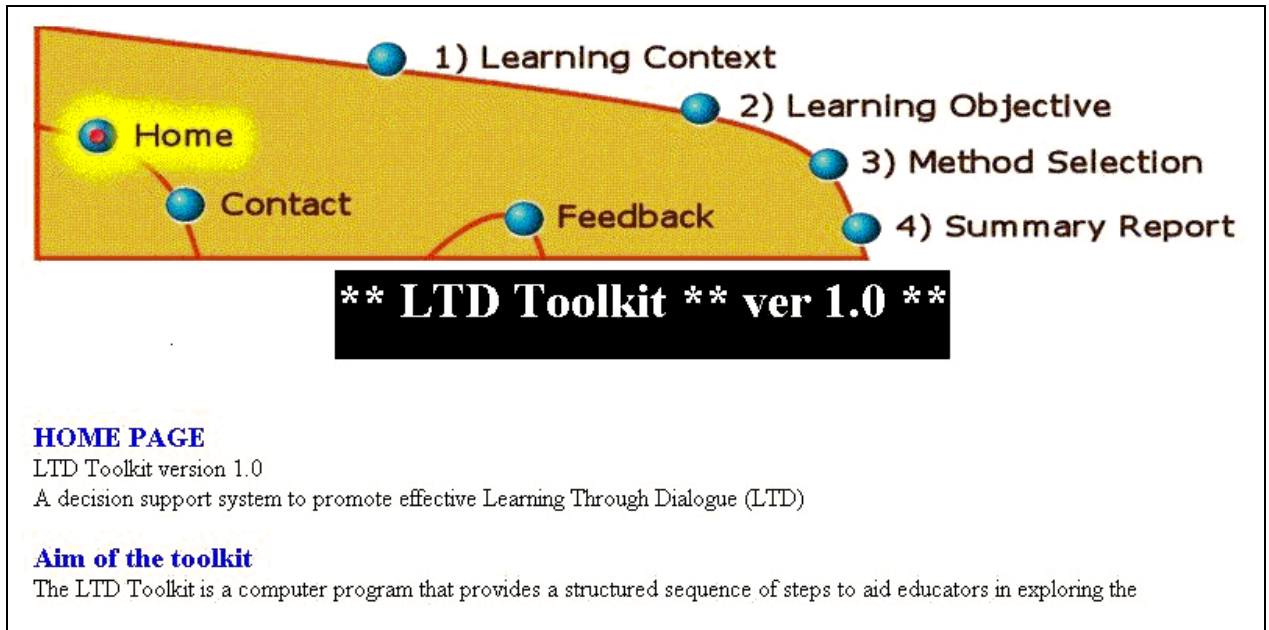 1) Learning Context
2) Learning Objective
Home
3) Method Selection
Contact
Feedback
4) Summary Report
** LTD Toolkit ** ver 1.0 **
HOME PAGE
LTD Toolkit version 1.0
A decision support system to promote effective Learning Through Dialogue (LTD)
Aim of the toolkit
The LTD Toolkit is a computer program that provides a structured sequence of steps to aid educators in exploring the